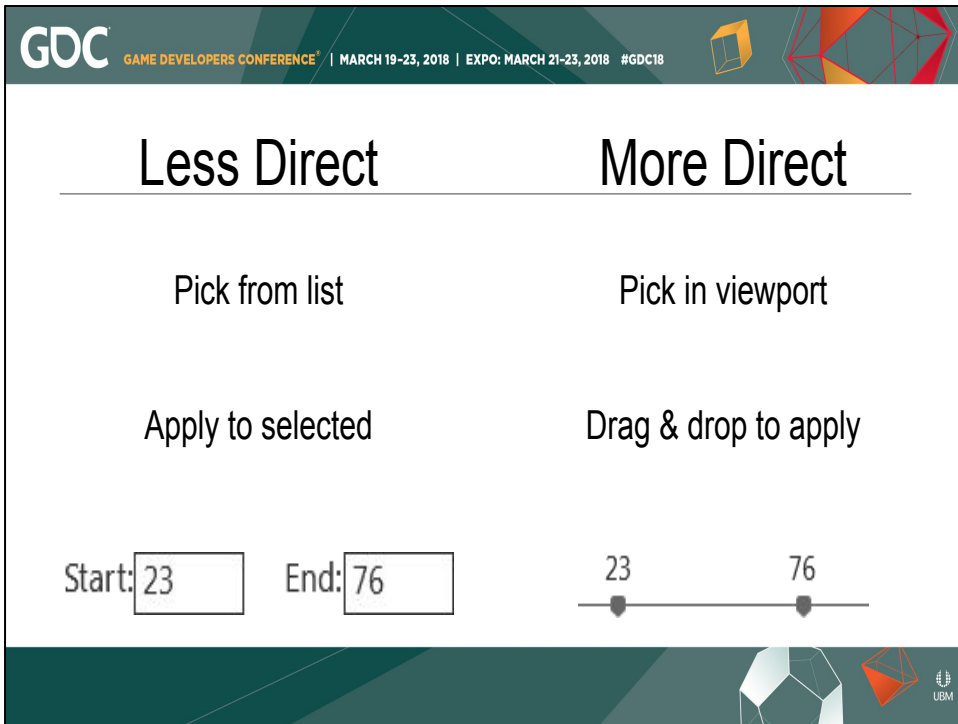 GDC GAME DEVELOPERS CONFERENCE® | MARCH 19–23, 2018 | EXPO: MARCH 21–23, 2018 #GDC18
Less Direct More Direct
Pick from list Pick in viewport
Apply to selected Drag & drop to apply
Start: 23 End: 76 23 76
UBM